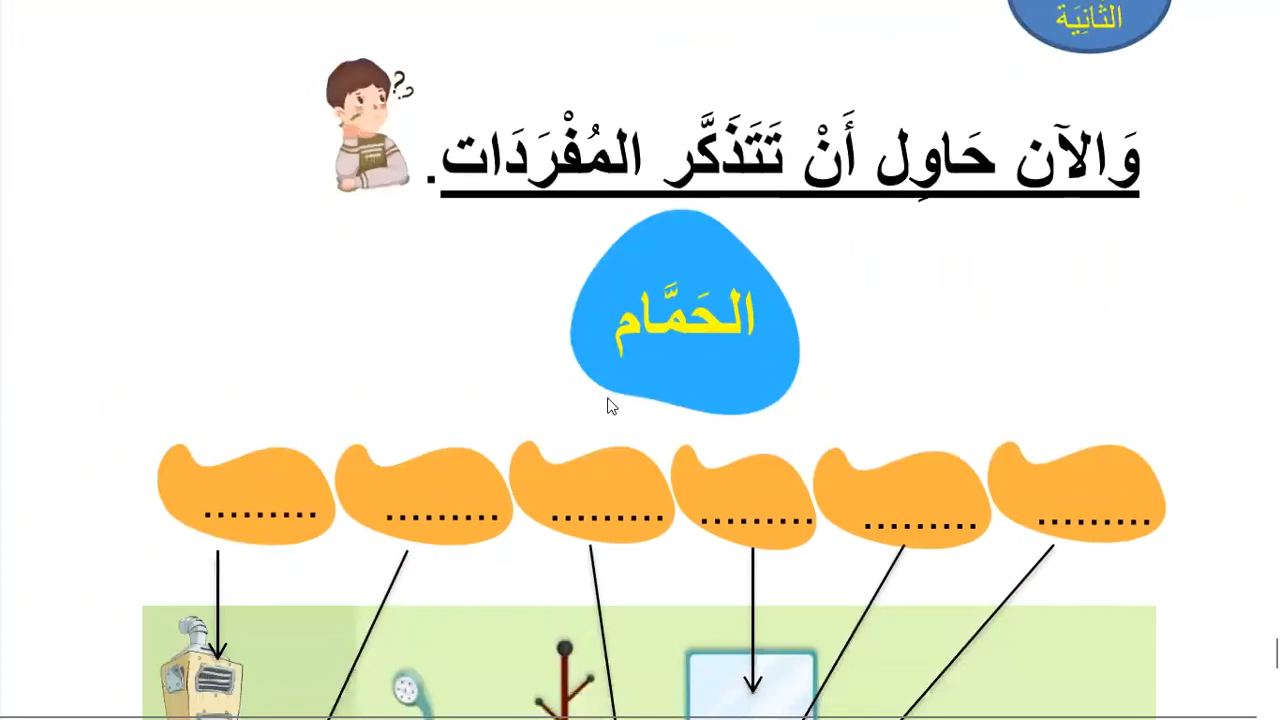 الثَّانِيَة
وَالآن حَاوِل أَنْ تَتَذَكَّر المُفْرَدَات.
الحَمَّام
......... ......... ......... ......... ......... .........